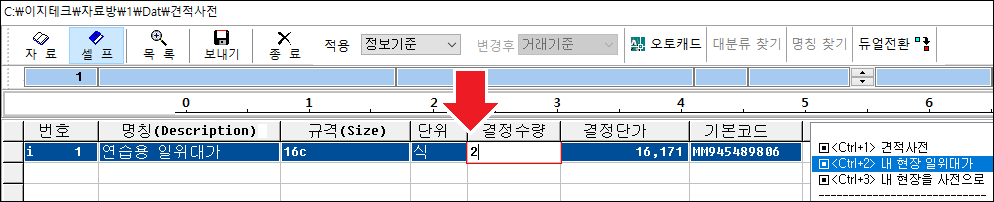 C:₩이지테크₩자료방₩1₩Dat₩견적사전
자 료 셀 프 목 록 보내기 종 료 적용 정보기준 변경후 거래기준 오토캐드 대분류 찾기 명칭 찾기 듀얼전환
1
0 1 2 3 4 5 6
번호 명칭(Description) 규격(Size) 단위 결정수량 결정단가 기본코드
i 1 연습용 일위대가 16c 식 2 16,171 MM945489806
<Ctrl+1> 견적사전
<Ctrl+2> 내 현장 일위대가
<Ctrl+3> 내 현장을 사전으로